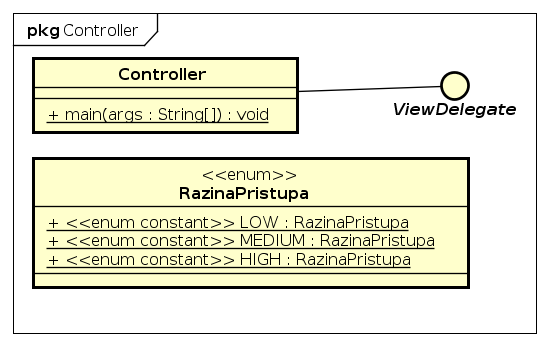 pkg Controller
Controller
+ main(args : String[]) : void
ViewDelegate
<<enum>>
RazinaPristupa
+ <<enum constant>> LOW : RazinaPristupa
+ <<enum constant>> MEDIUM : RazinaPristupa
+ <<enum constant>> HIGH : RazinaPristupa